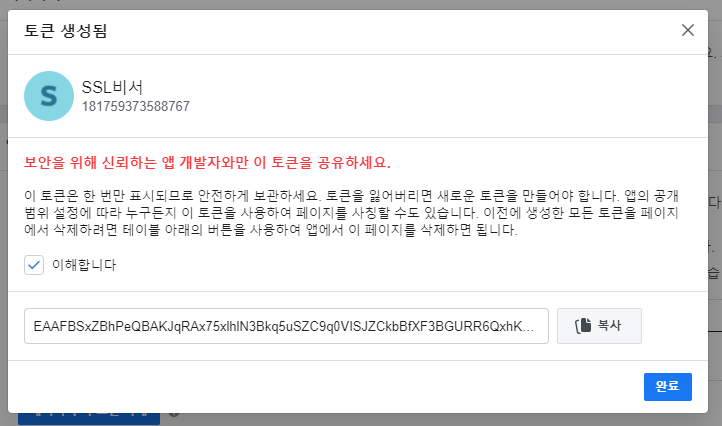 토큰 생성됨
S
SSL비서
181759373588767
보안을 위해 신뢰하는 앱 개발자와만 이 토큰을 공유하세요.
이 토큰은 한 번만 표시되므로 안전하게 보관하세요. 토큰을 잃어버리면 새로운 토큰을 만들어야 합니다. 앱의 공개
범위 설정에 따라 누구든지 이 토큰을 사용하여 페이지를 사칭할 수도 있습니다. 이전에 생성한 모든 토큰을 페이지
에서 삭제하려면 테이블 아래의 버튼을 사용하여 앱에서 이 페이지를 삭제하면 됩니다.
이해합니다
EAAFBSxZBhPeQBAKJqRAx75xIhIN3Bkq5uSZC9q0VISJZCkbBfXF3BGURR6QxhK...
복사
완료